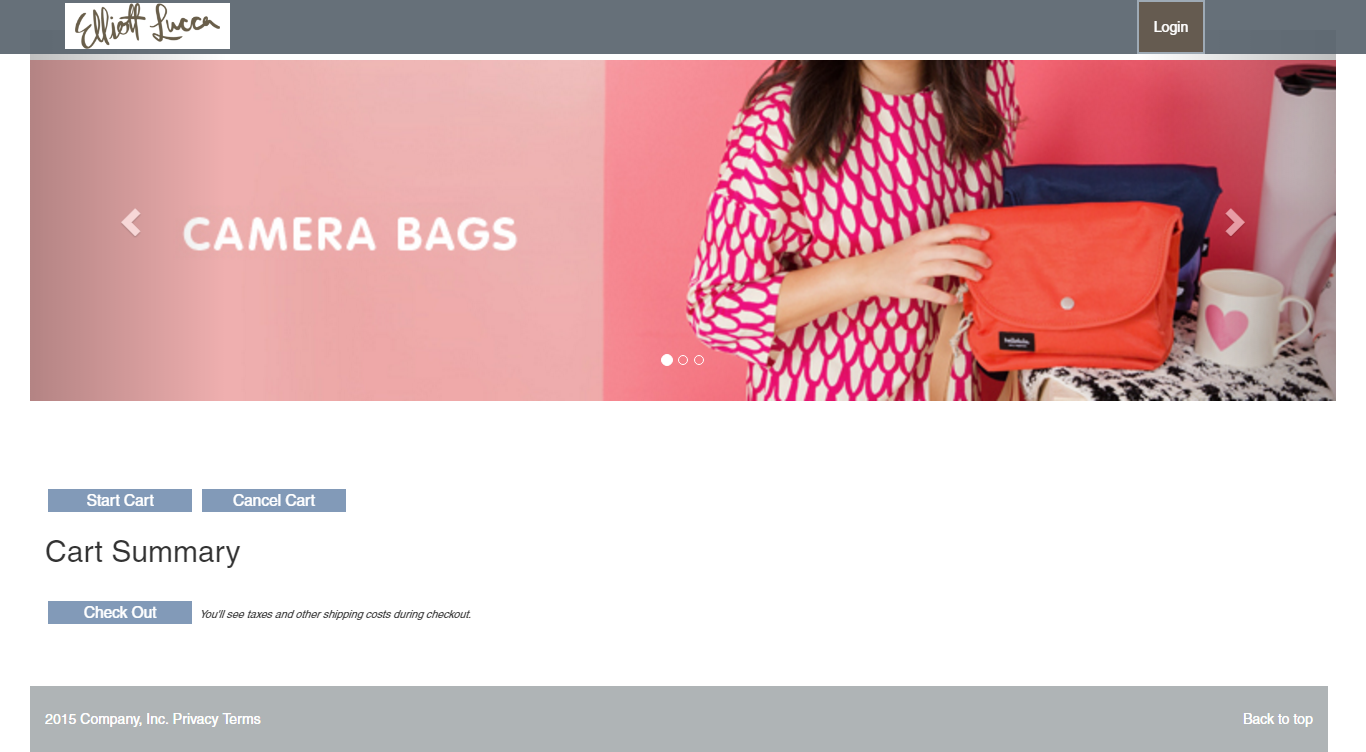 Elliott Lucca
Login
CAMERA BAGS
Start Cart
Cancel Cart
Cart Summary
Check Out
You'll see taxes and other shipping costs during checkout.
2015 Company, Inc. Privacy Terms
Back to top